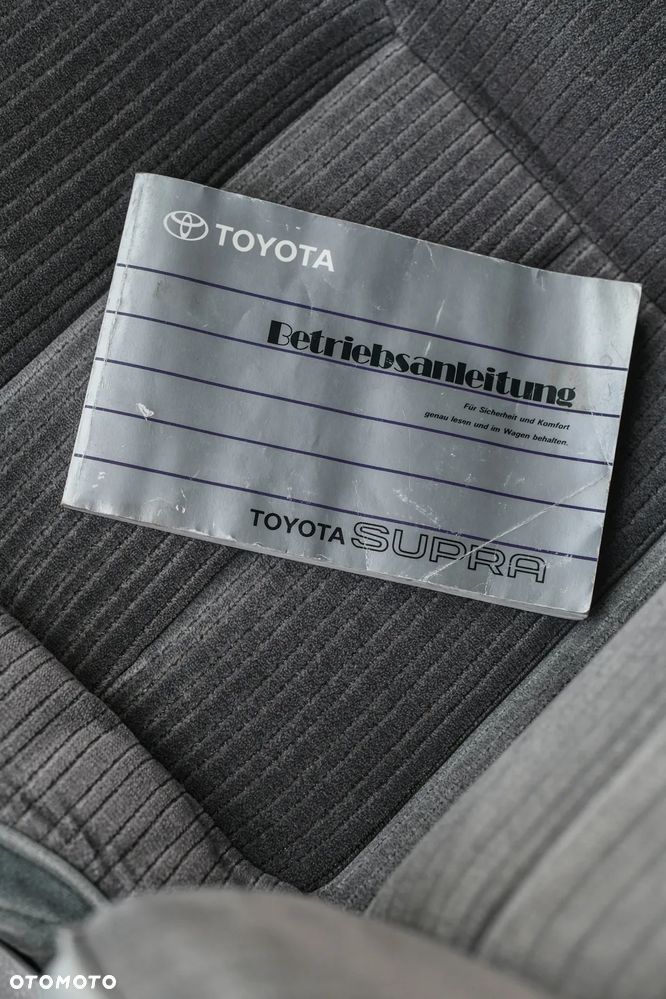 TOYOTA
Betriebsanleitung
Für Sicherheit und Komfort
genau lesen und im Wagen behalten.
TOYOTA SUPRA
OTOMOTO